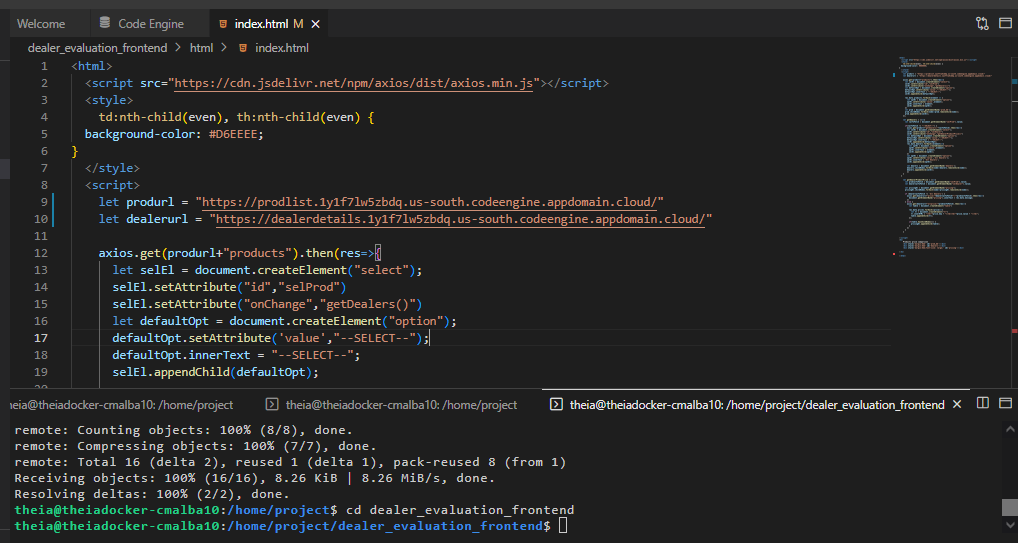 Welcome Code Engine index.html M
dealer_evaluation_frontend > html > index.html
1 <html>
2 <script src="https://cdn.jsdelivr.net/npm/axios/dist/axios.min.js"></script>
3 <style>
4 td:nth-child(even), th:nth-child(even) {
5 background-color: #D6EEEE;
6 }
7 </style>
8 <script>
9 let produrl = "https://prodlist.1y1f7lw5zbdq.us-south.codeengine.appdomain.cloud/"
10 let dealerurl = "https://dealerdetails.1y1f7lw5zbdq.us-south.codeengine.appdomain.cloud/"
11
12 axios.get(produrl+"products").then(res=>{
13 let selEl = document.createElement("select");
14 selEl.setAttribute("id","selProd")
15 selEl.setAttribute("onChange","getDealers()")
16 let defaultOpt = document.createElement("option");
17 defaultOpt.setAttribute('value',"--SELECT--");
18 defaultOpt.innerText = "--SELECT--";
19 selEl.appendChild(defaultOpt);
20
heia@theiadocker-cmalba10: /home/project theia@theiadocker-cmalba10: /home/project theia@theiadocker-cmalba10: /home/project/dealer_evaluation_frontend
remote: Counting objects: 100% (8/8), done.
remote: Compressing objects: 100% (7/7), done.
remote: Total 16 (delta 2), reused 1 (delta 1), pack-reused 8 (from 1)
Receiving objects: 100% (16/16), 8.26 KiB | 8.26 MiB/s, done.
Resolving deltas: 100% (2/2), done.
theia@theiadocker-cmalba10:/home/project$ cd dealer_evaluation_frontend
theia@theiadocker-cmalba10:/home/project/dealer_evaluation_frontend$